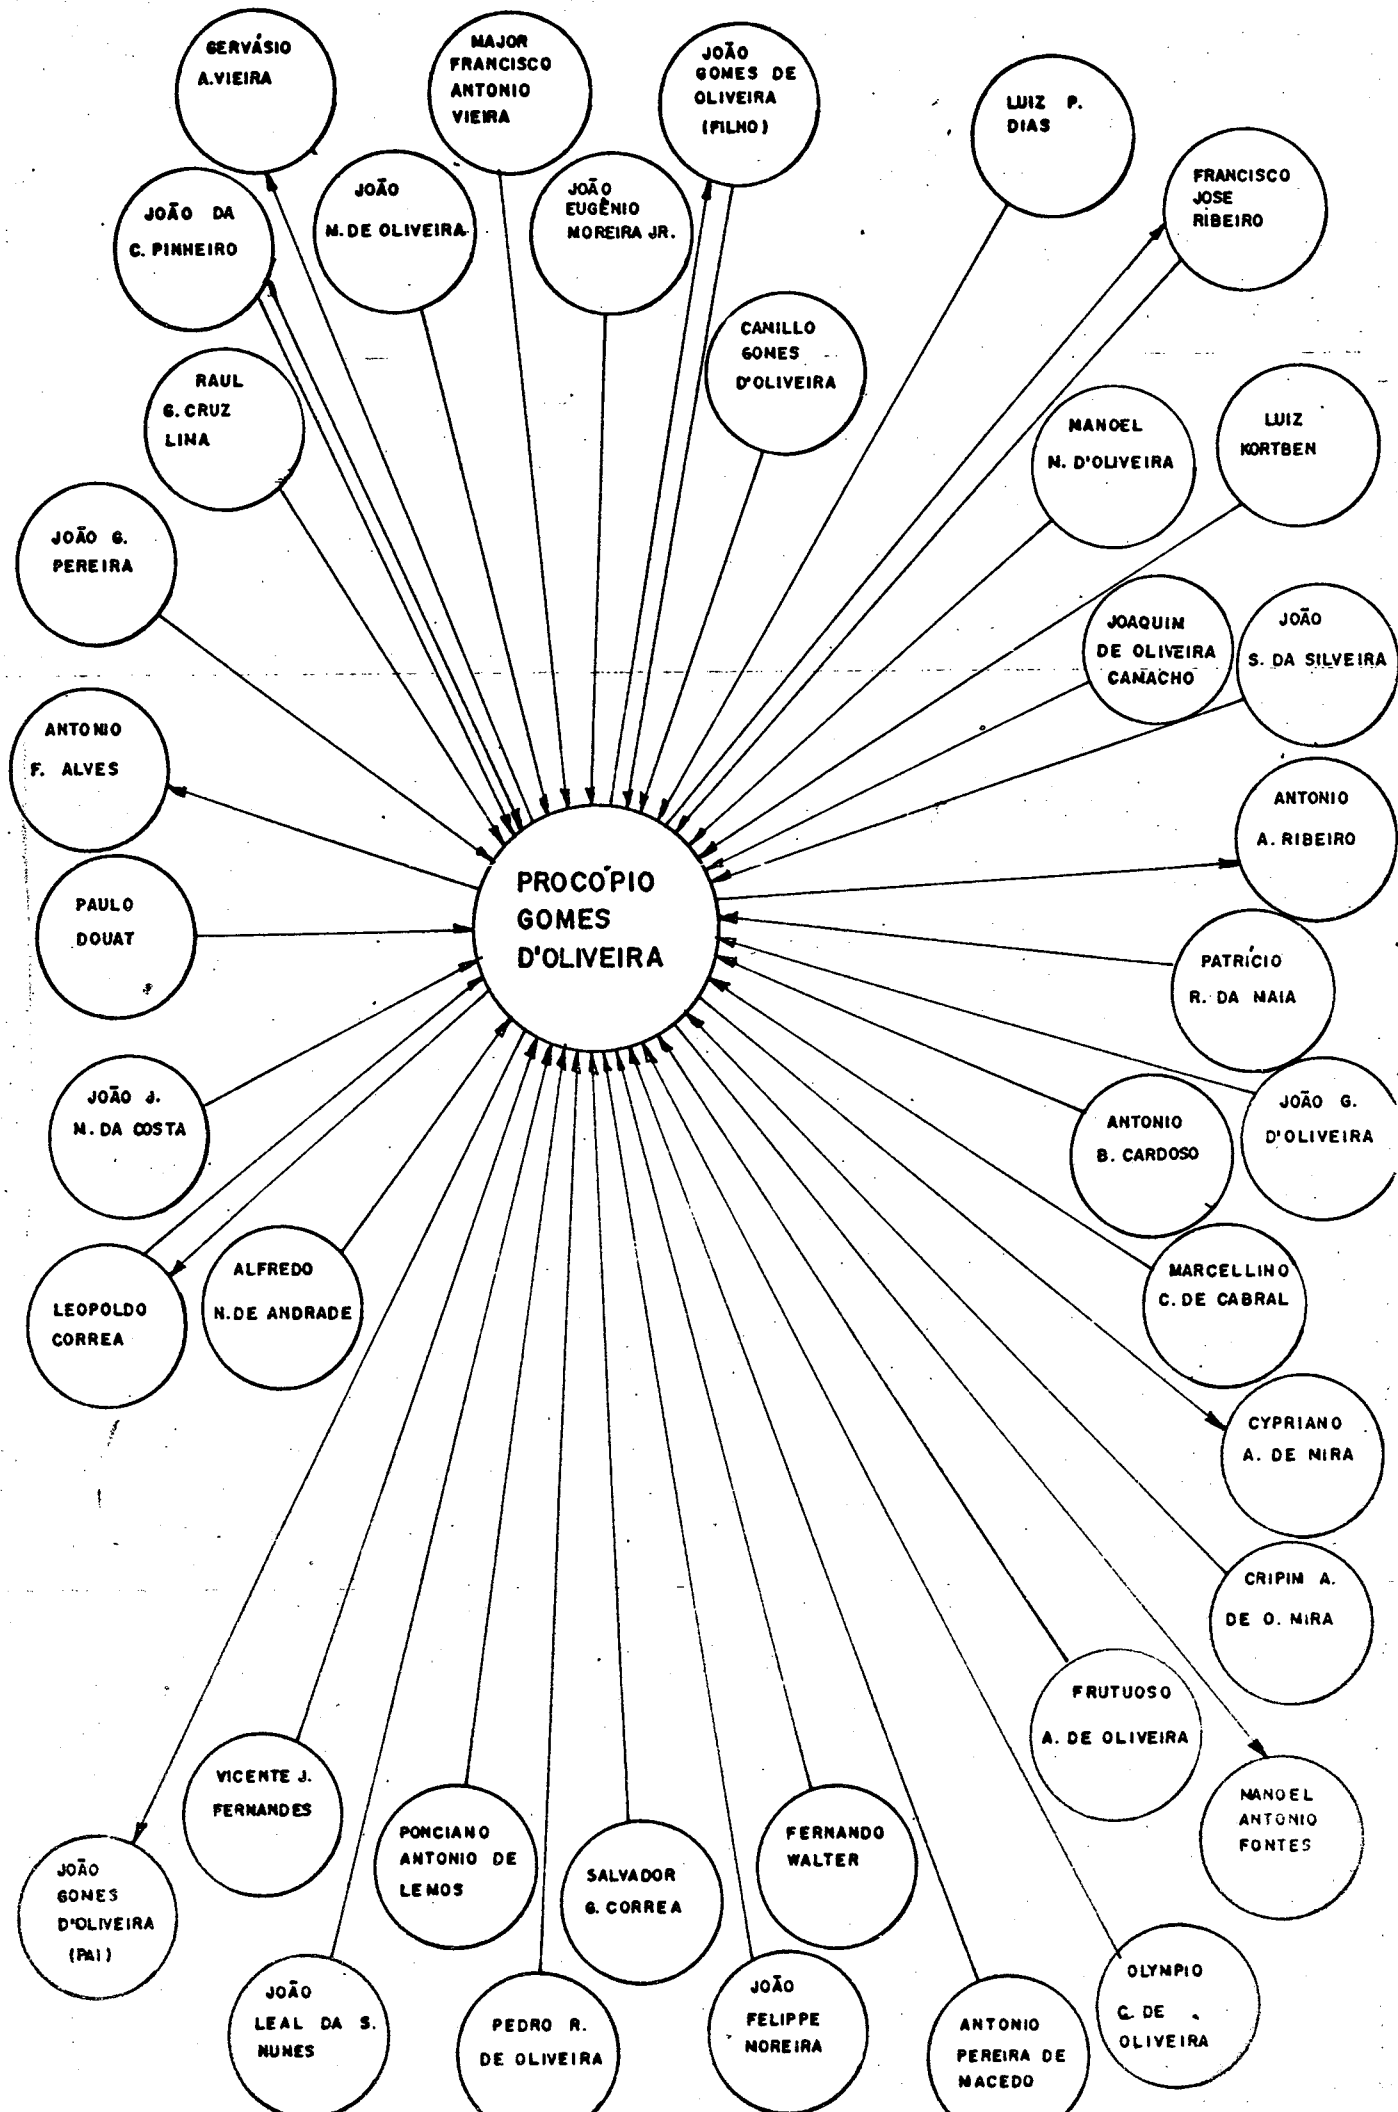 GERVÁSIO
A. VIEIRA
MAJOR
FRANCISCO
ANTONIO
VIEIRA
JOÃO
GOMES DE
OLIVEIRA
(FILHO)
LUIZ P.
DIAS
FRANCISCO
JOSE
RIBEIRO
JOÃO DA
C. PINHEIRO
JOÃO
M. DE OLIVEIRA
JOÃO
EUGÊNIO
MOREIRA JR.
CAMILLO
GOMES
D'OLIVEIRA
RAUL
G. CRUZ
LIMA
MANOEL
M. D'OLIVEIRA
LUIZ
KORTBEN
JOÃO G.
PEREIRA
JOAQUIM
DE OLIVEIRA
CAMACHO
JOÃO
S. DA SILVEIRA
ANTONIO
F. ALVES
ANTONIO
A. RIBEIRO
PROCÓPIO
GOMES
D'OLIVEIRA
PAULO
DOUAT
PATRÍCIO
R. DA MAIA
JOÃO J.
M. DA COSTA
ANTONIO
B. CARDOSO
JOÃO G.
D'OLIVEIRA
LEOPOLDO
CORREA
ALFREDO
N. DE ANDRADE
MARCELLINO
C. DE CABRAL
CYPRIANO
A. DE MIRA
CRIPIM A.
DE O. MIRA
FRUTUOSO
A. DE OLIVEIRA
MANOEL
ANTONIO
FONTES
VICENTE J.
FERNANDES
PONCIANO
ANTONIO DE
LEMOS
SALVADOR
G. CORREA
FERNANDO
WALTER
JOÃO
GOMES
D'OLIVEIRA
(PAI)
JOÃO
LEAL DA S.
NUNES
PEDRO R.
DE OLIVEIRA
JOÃO
FELIPPE
MOREIRA
ANTONIO
PEREIRA DE
MACEDO
OLYMPIO
C. DE
OLIVEIRA